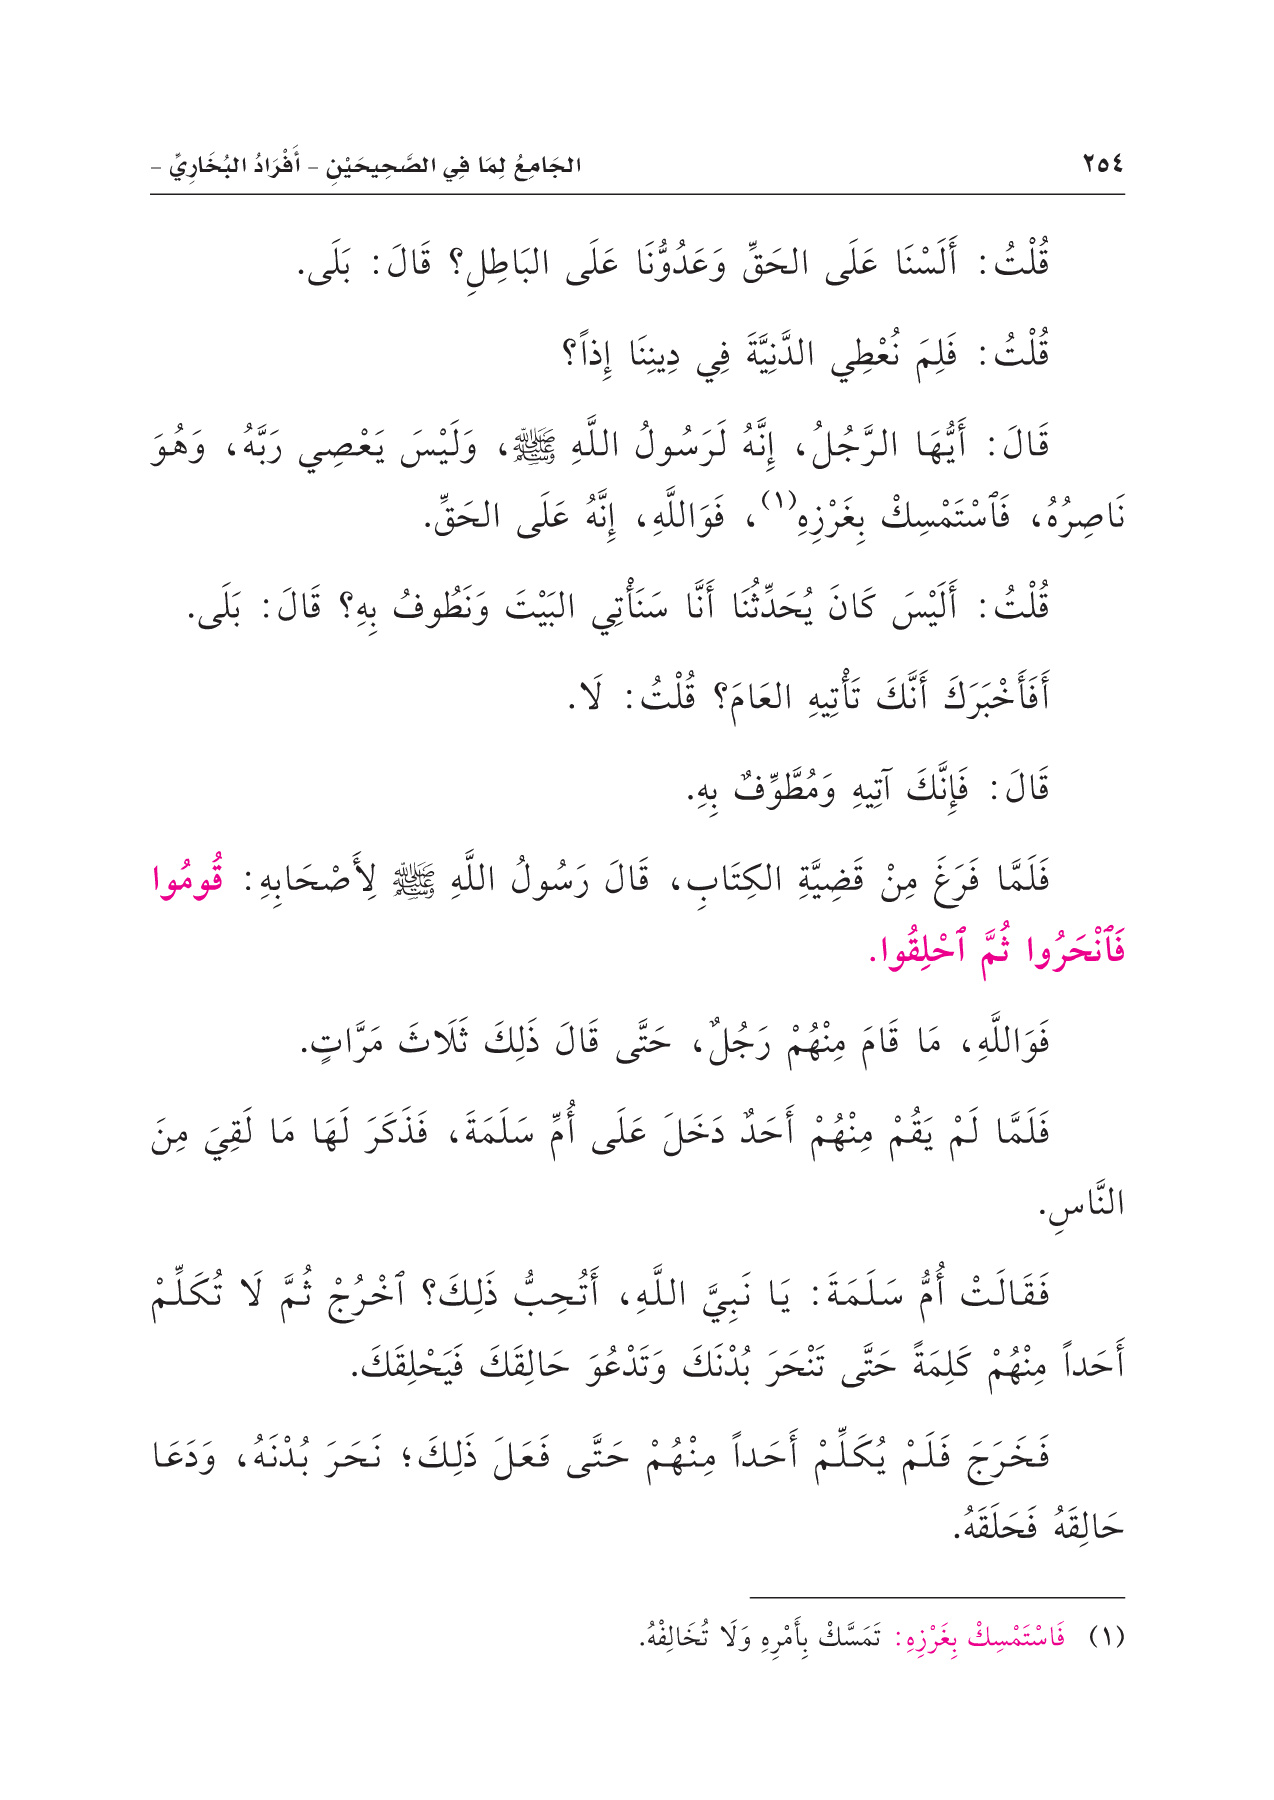 ٢٥٤ الجَامِعُ لِمَا فِي الصَّحِيحَيْنِ - أَفْرَادُ البُخَارِيِّ -
قُلْتُ: أَلَسْنَا عَلَى الحَقِّ وَعَدُوُّنَا عَلَى البَاطِلِ؟ قَالَ: بَلَى.
قُلْتُ: فَلِمَ نُعْطِي الدَّنِيَّةَ فِي دِينِنَا إِذاً؟
قَالَ: أَيُّهَا الرَّجُلُ، إِنَّهُ لَرَسُولُ اللَّهِ ﷺ، وَلَيْسَ يَعْصِي رَبَّهُ، وَهُوَ
نَاصِرُهُ، فَٱسْتَمْسِكْ بِغَرْزِهِ(١)، فَوَاللَّهِ، إِنَّهُ عَلَى الحَقِّ.
قُلْتُ: أَلَيْسَ كَانَ يُحَدِّثُنَا أَنَّا سَنَأْتِي البَيْتَ وَنَطُوفُ بِهِ؟ قَالَ: بَلَى.
أَفَأَخْبَرَكَ أَنَّكَ تَأْتِيهِ العَامَ؟ قُلْتُ: لَا.
قَالَ: فَإِنَّكَ آتِيهِ وَمُطَّوِّفٌ بِهِ.
فَلَمَّا فَرَغَ مِنْ قَضِيَّةِ الكِتَابِ، قَالَ رَسُولُ اللَّهِ ﷺ لِأَصْحَابِهِ: قُومُوا
فَٱنْحَرُوا ثُمَّ ٱحْلِقُوا.
فَوَاللَّهِ، مَا قَامَ مِنْهُمْ رَجُلٌ، حَتَّى قَالَ ذَلِكَ ثَلَاثَ مَرَّاتٍ.
فَلَمَّا لَمْ يَقُمْ مِنْهُمْ أَحَدٌ دَخَلَ عَلَى أُمِّ سَلَمَةَ، فَذَكَرَ لَهَا مَا لَقِيَ مِنَ
النَّاسِ.
فَقَالَتْ أُمُّ سَلَمَةَ: يَا نَبِيَّ اللَّهِ، أَتُحِبُّ ذَلِكَ؟ ٱخْرُجْ ثُمَّ لَا تُكَلِّمْ
أَحَداً مِنْهُمْ كَلِمَةً حَتَّى تَنْحَرَ بُدْنَكَ وَتَدْعُوَ حَالِقَكَ فَيَحْلِقَكَ.
فَخَرَجَ فَلَمْ يُكَلِّمْ أَحَداً مِنْهُمْ حَتَّى فَعَلَ ذَلِكَ؛ نَحَرَ بُدْنَهُ، وَدَعَا
حَالِقَهُ فَحَلَقَهُ.
(١) فَاسْتَمْسِكْ بِغَرْزِهِ: تَمَسَّكْ بِأَمْرِهِ وَلَا تُخَالِفْهُ.